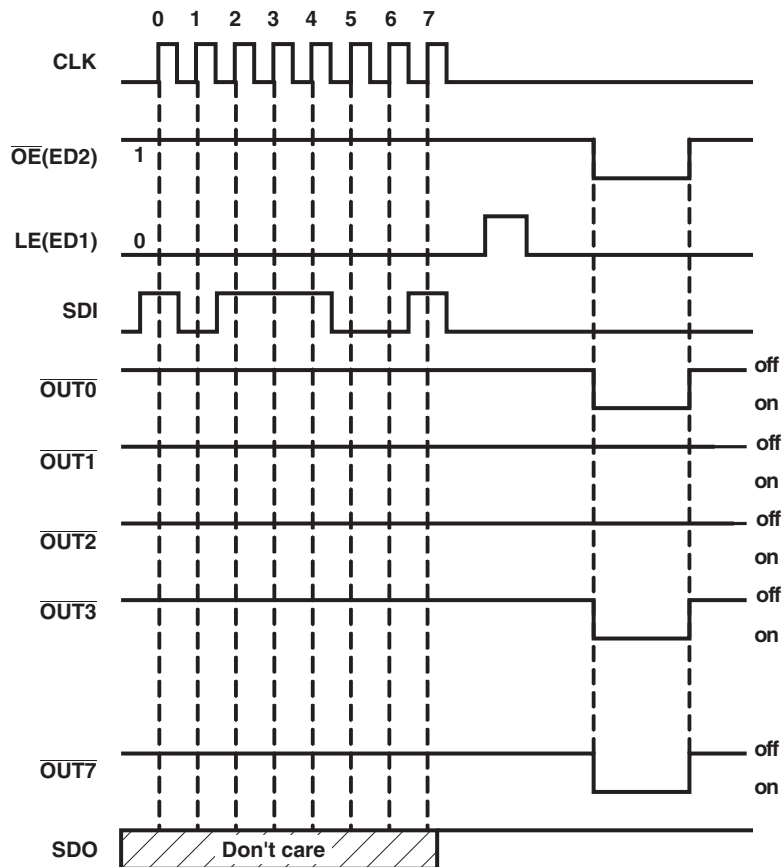 0 1 2 3 4 5 6 7
CLK
OE(ED2) 1
LE(ED1) 0
SDI
OUT0 off
on
OUT1 off
on
OUT2 off
on
OUT3 off
on
OUT7 off
on
SDO Don't care